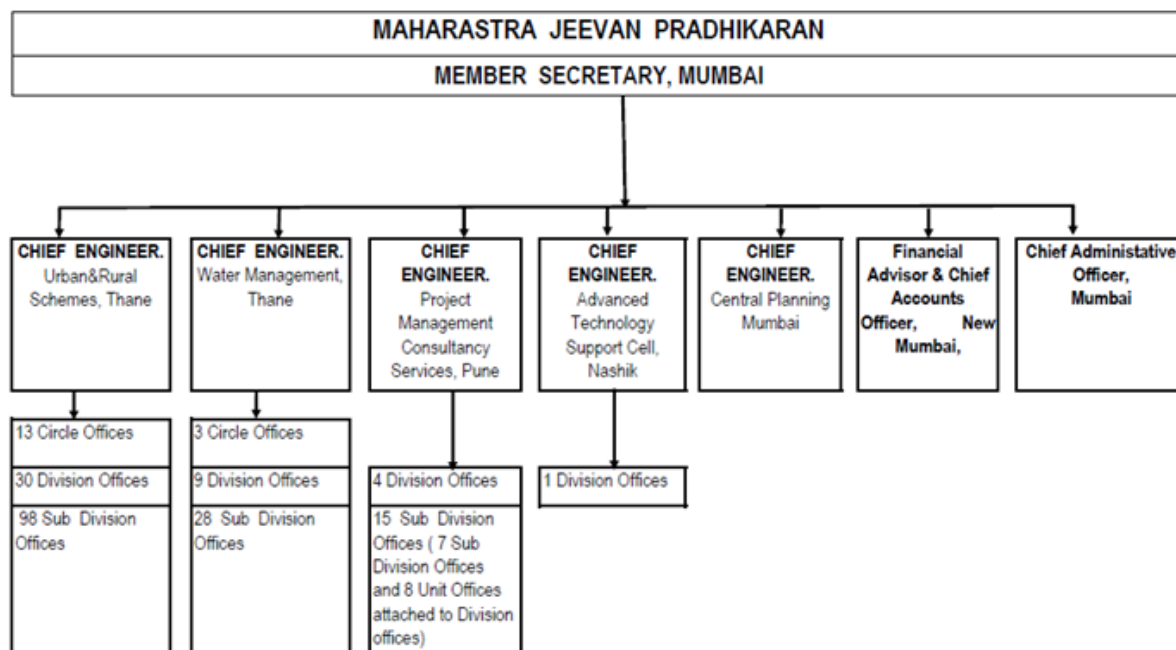 MAHARASTRA JEEVAN PRADHIKARAN
MEMBER SECRETARY, MUMBAI
CHIEF ENGINEER.
Urban&Rural
Schemes, Thane
CHIEF ENGINEER.
Water Management,
Thane
CHIEF
ENGINEER.
Project
Management
Consultancy
Services, Pune
CHIEF
ENGINEER.
Advanced
Technology
Support Cell,
Nashik
CHIEF
ENGINEER.
Central Planning
Mumbai
Financial
Advisor & Chief
Accounts
Officer, New
Mumbai,
Chief Administative
Officer,
Mumbai
13 Circle Offices
30 Division Offices
98 Sub Division
Offices
3 Circle Offices
9 Division Offices
28 Sub Division
Offices
4 Division Offices
15 Sub Division
Offices ( 7 Sub
Division Offices
and 8 Unit Offices
attached to Division
offices)
1 Division Offices